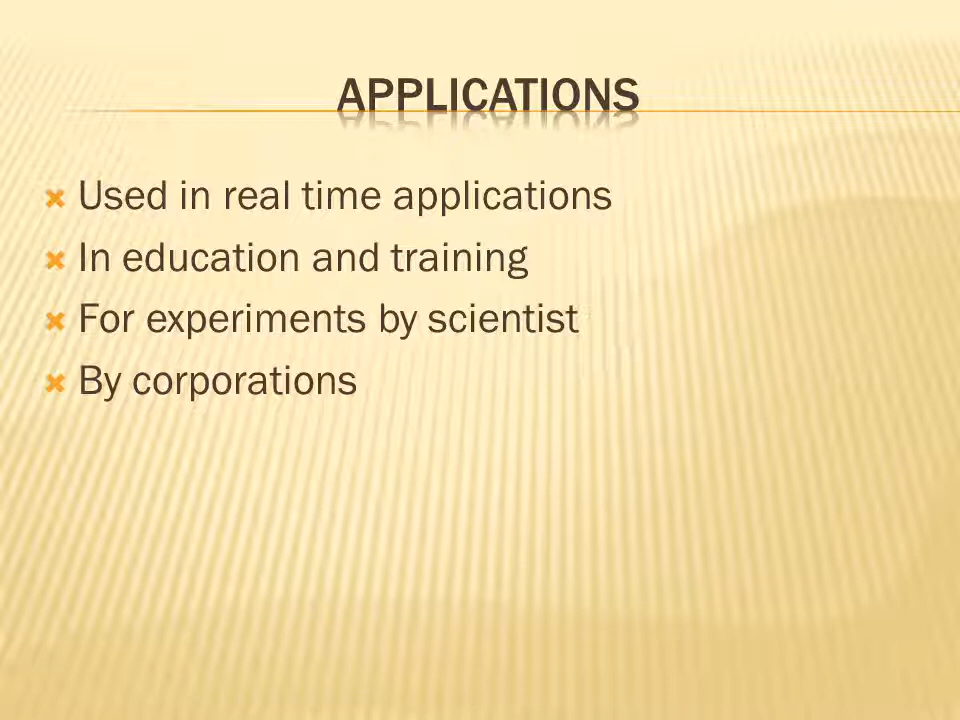 APPLICATIONS
Used in real time applications
In education and training
For experiments by scientist
By corporations